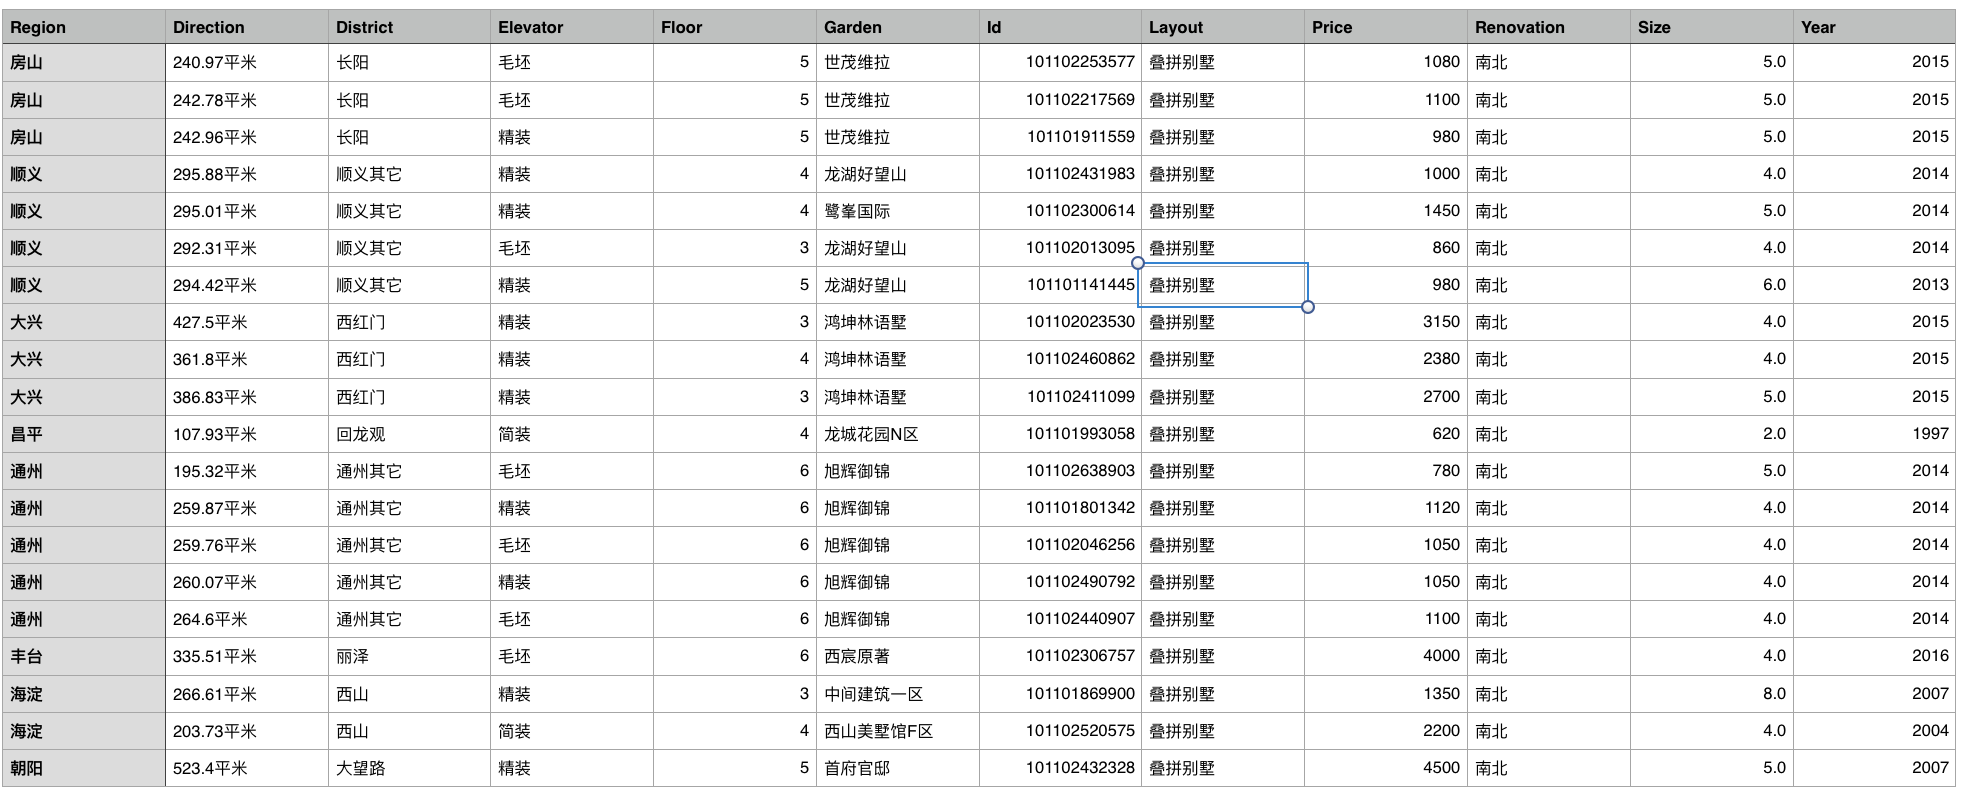 Region Direction District Elevator Floor Garden Id Layout Price Renovation Size Year
房山 240.97平米 长阳 毛坯 5 世茂维拉 101102253577 叠拼别墅 1080 南北 5.0 2015
房山 242.78平米 长阳 毛坯 5 世茂维拉 101102217569 叠拼别墅 1100 南北 5.0 2015
房山 242.96平米 长阳 精装 5 世茂维拉 101101911559 叠拼别墅 980 南北 5.0 2015
顺义 295.88平米 顺义其它 精装 4 龙湖好望山 101102431983 叠拼别墅 1000 南北 4.0 2014
顺义 295.01平米 顺义其它 精装 4 鹭峯国际 101102300614 叠拼别墅 1450 南北 5.0 2014
顺义 292.31平米 顺义其它 毛坯 3 龙湖好望山 101102013095 叠拼别墅 860 南北 4.0 2014
顺义 294.42平米 顺义其它 精装 5 龙湖好望山 101101141445 叠拼别墅 980 南北 6.0 2013
大兴 427.5平米 西红门 精装 3 鸿坤林语墅 101102023530 叠拼别墅 3150 南北 4.0 2015
大兴 361.8平米 西红门 精装 4 鸿坤林语墅 101102460862 叠拼别墅 2380 南北 4.0 2015
大兴 386.83平米 西红门 精装 3 鸿坤林语墅 101102411099 叠拼别墅 2700 南北 5.0 2015
昌平 107.93平米 回龙观 简装 4 龙城花园N区 101101993058 叠拼别墅 620 南北 2.0 1997
通州 195.32平米 通州其它 毛坯 6 旭辉御锦 101102638903 叠拼别墅 780 南北 5.0 2014
通州 259.87平米 通州其它 精装 6 旭辉御锦 101101801342 叠拼别墅 1120 南北 4.0 2014
通州 259.76平米 通州其它 毛坯 6 旭辉御锦 101102046256 叠拼别墅 1050 南北 4.0 2014
通州 260.07平米 通州其它 精装 6 旭辉御锦 101102490792 叠拼别墅 1050 南北 4.0 2014
通州 264.6平米 通州其它 毛坯 6 旭辉御锦 101102440907 叠拼别墅 1100 南北 4.0 2014
丰台 335.51平米 丽泽 毛坯 6 西宸原著 101102306757 叠拼别墅 4000 南北 4.0 2016
海淀 266.61平米 西山 精装 3 中间建筑一区 101101869900 叠拼别墅 1350 南北 8.0 2007
海淀 203.73平米 西山 简装 4 西山美墅馆F区 101102520575 叠拼别墅 2200 南北 4.0 2004
朝阳 523.4平米 大望路 精装 5 首府官邸 101102432328 叠拼别墅 4500 南北 5.0 2007